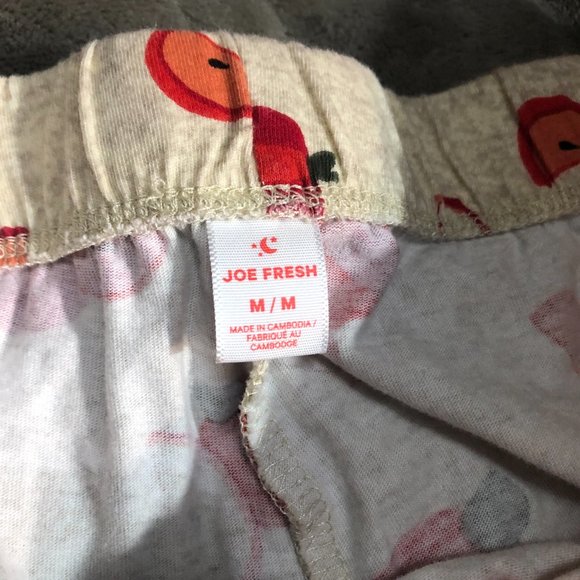 JOE FRESH
M / M
MADE IN CAMBODIA /
FABRIQUÉ AU
CAMBODGE